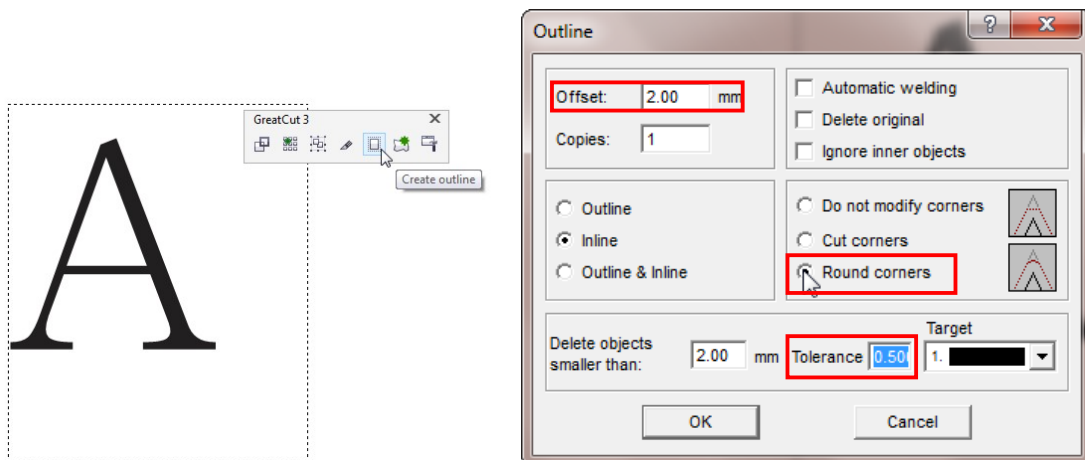 A
GreatCut 3
Create outline
Outline
Offset: 2.00 mm
Copies: 1
Automatic welding
Delete original
Ignore inner objects
Outline
Inline
Outline & Inline
Do not modify corners
Cut corners
Round corners
Delete objects
smaller than: 2.00 mm
Tolerance 0.500
Target
1.
OK
Cancel